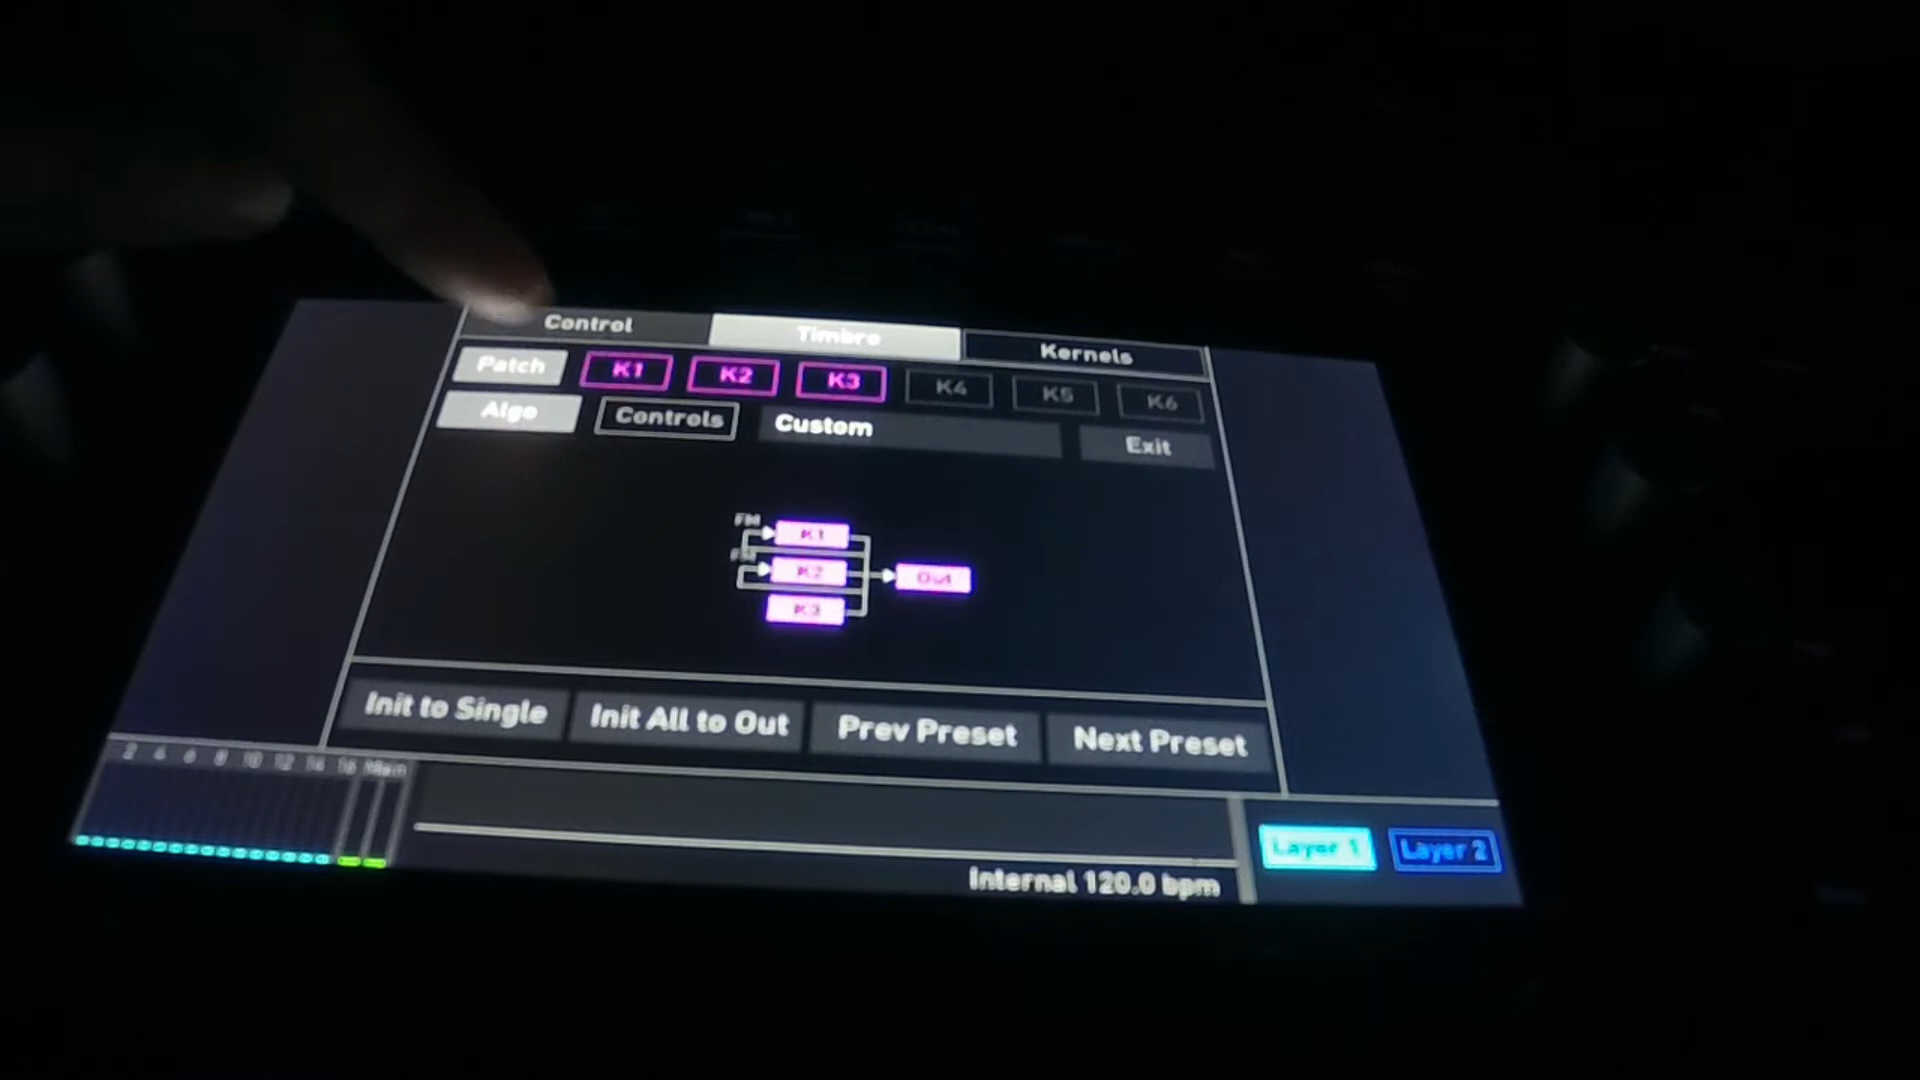 Control Timbre Kernels
Patch K1 K2 K3 K4 K5 K6
Algo Controls Custom Exit
FM K1
FM K2 Out
K3
Init to Single Init All to Out Prev Preset Next Preset
2 4 6 8 10 12 14 16 Main
Layer 1 Layer 2
Internal 120.0 bpm